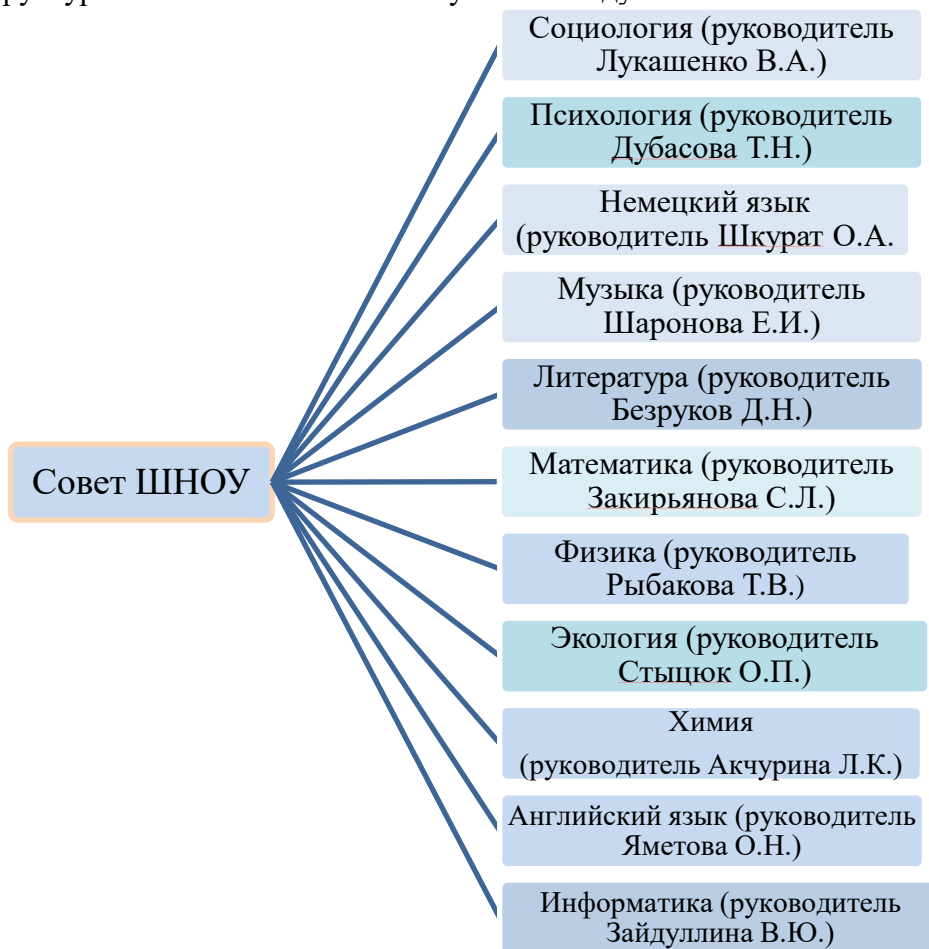 Социология (руководитель
Лукашенко В.А.)
Психология (руководитель
Дубасова Т.Н.)
Немецкий язык
(руководитель Шкурат О.А.
Музыка (руководитель
Шаронова Е.И.)
Литература (руководитель
Безруков Д.Н.)
Совет ШНОУ
Математика (руководитель
Закирьянова С.Л.)
Физика (руководитель
Рыбакова Т.В.)
Экология (руководитель
Стыцюк О.П.)
Химия
(руководитель Акчурина Л.К.)
Английский язык (руководитель
Яметова О.Н.)
Информатика (руководитель
Зайдуллина В.Ю.)